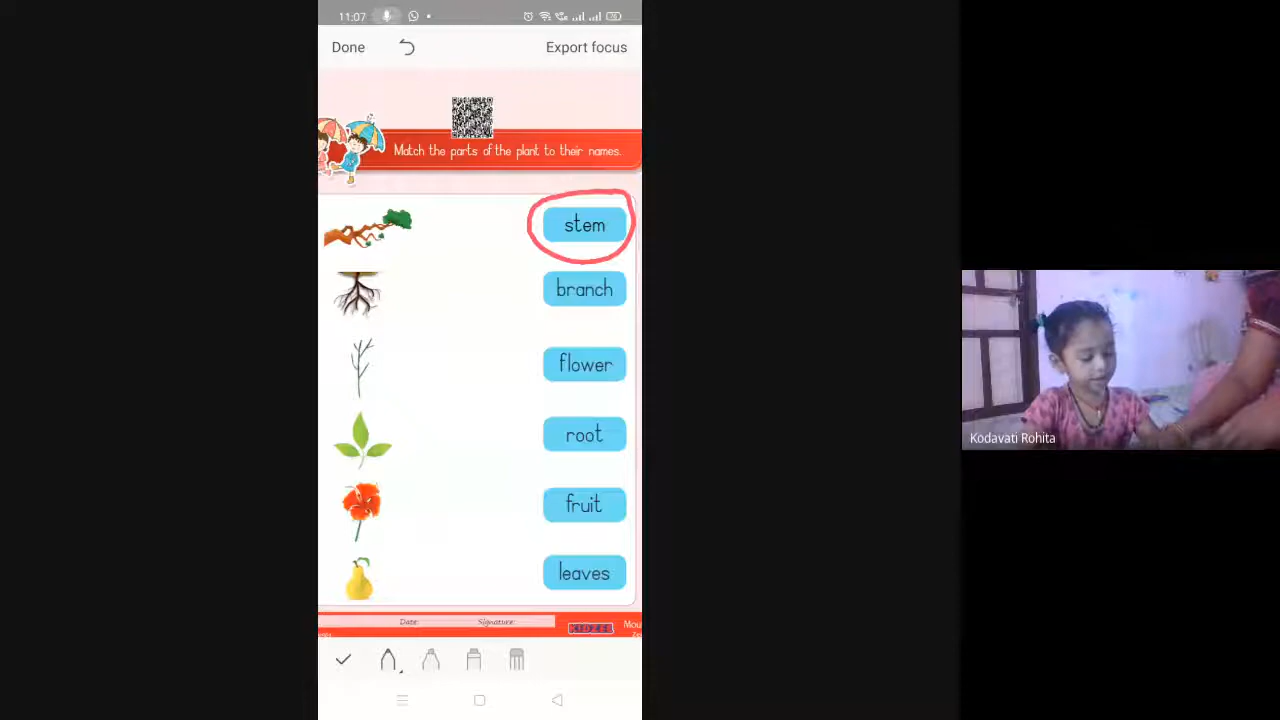 11:07
Done Export focus
Match the parts of the plant to their names.
stem
branch
flower
root
fruit
leaves
Date: Signature:
Mou
Kodavati Rohita